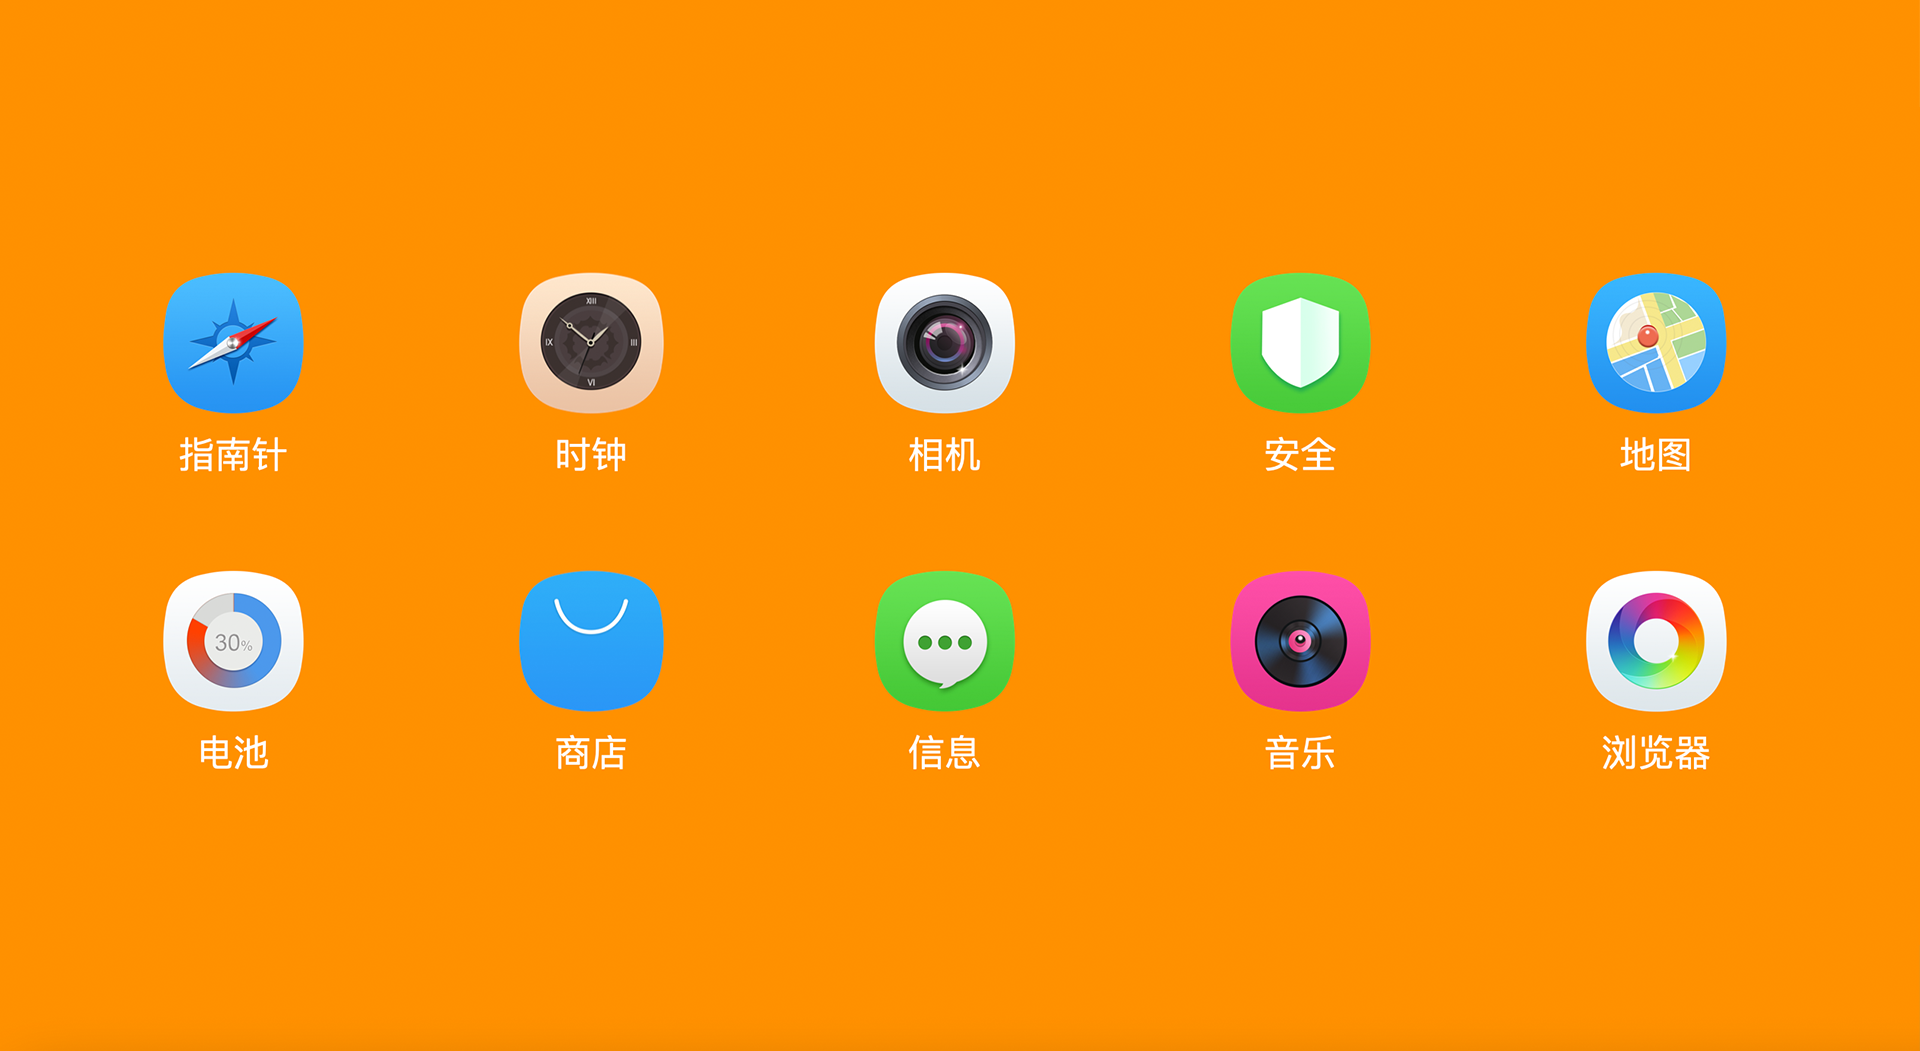 XIII
IX III
VI
指南针 时钟 相机 安全 地图
30%
电池 商店 信息 音乐 浏览器